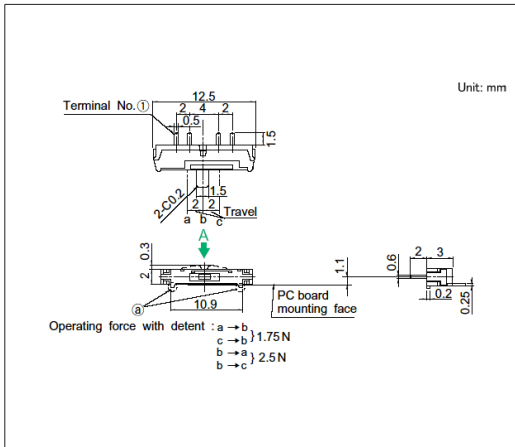 Unit: mm
12.5
Terminal No.①
2 4 2
0.5
1.5
2-C0.2
1.5
2 2
Travel
a b c
A
0.3
2
1.1
0.6
2 3
ⓐ
10.9
PC board
mounting face
0.2
0.25
Operating force with detent : a→b
c→b } 1.75 N
b→a
b→c } 2.5 N